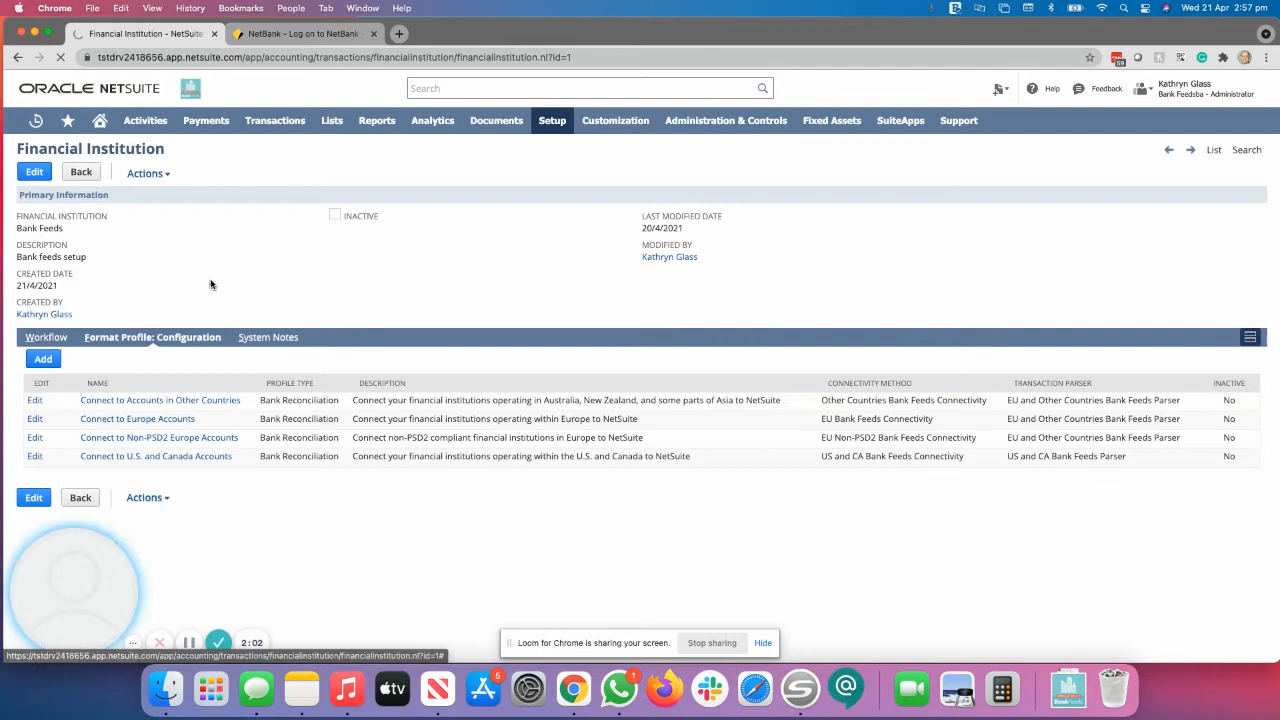 Chrome File Edit View History Bookmarks People Tab Window Help Wed 21 Apr 2:57 pm
Financial Institution - NetSuite NetBank - Log on to NetBank -
tstdrv2418656.app.netsuite.com/app/accounting/transactions/financialinstitution/financialinstitution.nl?id=1 59
ORACLE NETSUITE Search Help Feedback Kathryn Glass
Bank Feedsba - Administrator
Activities Payments Transactions Lists Reports Analytics Documents Setup Customization Administration & Controls Fixed Assets SuiteApps Support
Financial Institution List Search
Edit Back Actions
Primary Information
FINANCIAL INSTITUTION INACTIVE LAST MODIFIED DATE
Bank Feeds 20/4/2021
DESCRIPTION MODIFIED BY
Bank feeds setup Kathryn Glass
CREATED DATE
21/4/2021
CREATED BY
Kathryn Glass
Workflow Format Profile: Configuration System Notes
Add
EDIT NAME PROFILE TYPE DESCRIPTION CONNECTIVITY METHOD TRANSACTION PARSER INACTIVE
Edit Connect to Accounts in Other Countries Bank Reconciliation Connect your financial institutions operating in Australia, New Zealand, and some parts of Asia to NetSuite Other Countries Bank Feeds Connectivity EU and Other Countries Bank Feeds Parser No
Edit Connect to Europe Accounts Bank Reconciliation Connect your financial institutions operating within Europe to NetSuite EU Bank Feeds Connectivity EU and Other Countries Bank Feeds Parser No
Edit Connect to Non-PSD2 Europe Accounts Bank Reconciliation Connect non-PSD2 compliant financial institutions in Europe to NetSuite EU Non-PSD2 Bank Feeds Connectivity EU and Other Countries Bank Feeds Parser No
Edit Connect to U.S. and Canada Accounts Bank Reconciliation Connect your financial institutions operating within the U.S. and Canada to NetSuite US and CA Bank Feeds Connectivity US and CA Bank Feeds Parser No
Edit Back Actions
2:02 Loom for Chrome is sharing your screen. Stop sharing Hide
https://tstdrv2418656.app.netsuite.com/app/accounting/transactions/financialinstitution/financialinstitution.nl?id=1#
tv 5 1
BankFeeds